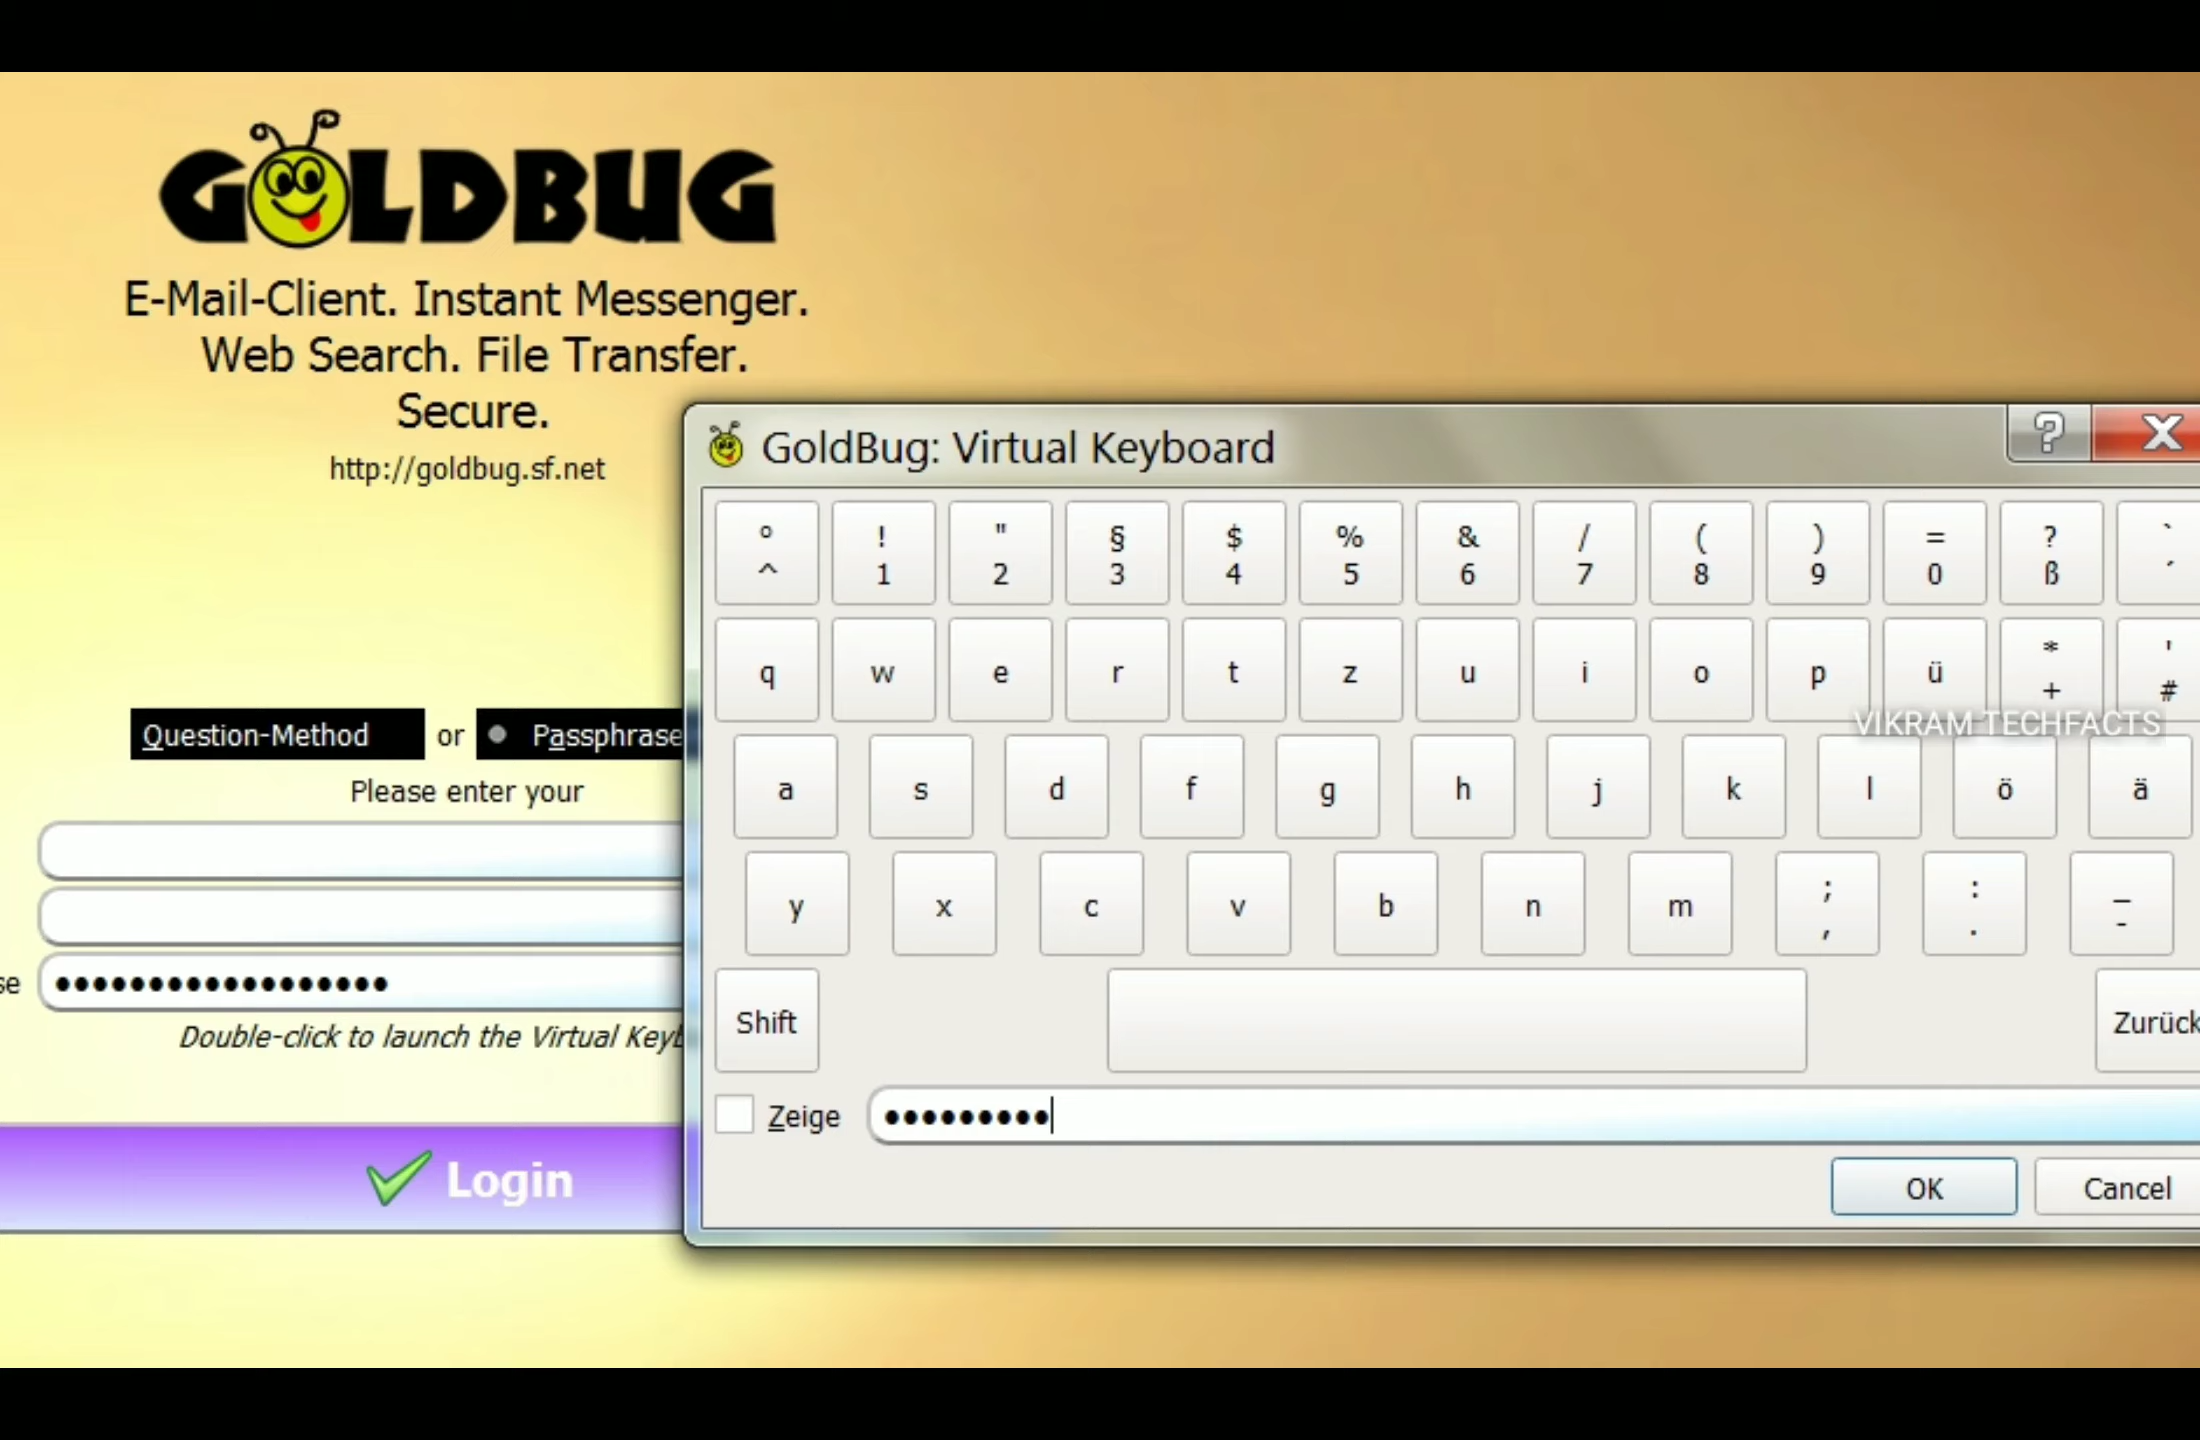 GOLDBUG
E-Mail-Client. Instant Messenger.
Web Search. File Transfer.
Secure.
http://goldbug.sf.net
Question-Method or Passphrase
Please enter your
se ••••••••••••••••••
Double-click to launch the Virtual Keyb
Login
GoldBug: Virtual Keyboard
° ! " § $ % & / ( ) = ? `
^ 1 2 3 4 5 6 7 8 9 0 ß ´
q w e r t z u i o p ü * + ' #
VIKRAM TECHFACTS
a s d f g h j k l ö ä
y x c v b n m ; , : . _ -
Shift Zurück
Zeige •••••••••
OK Cancel